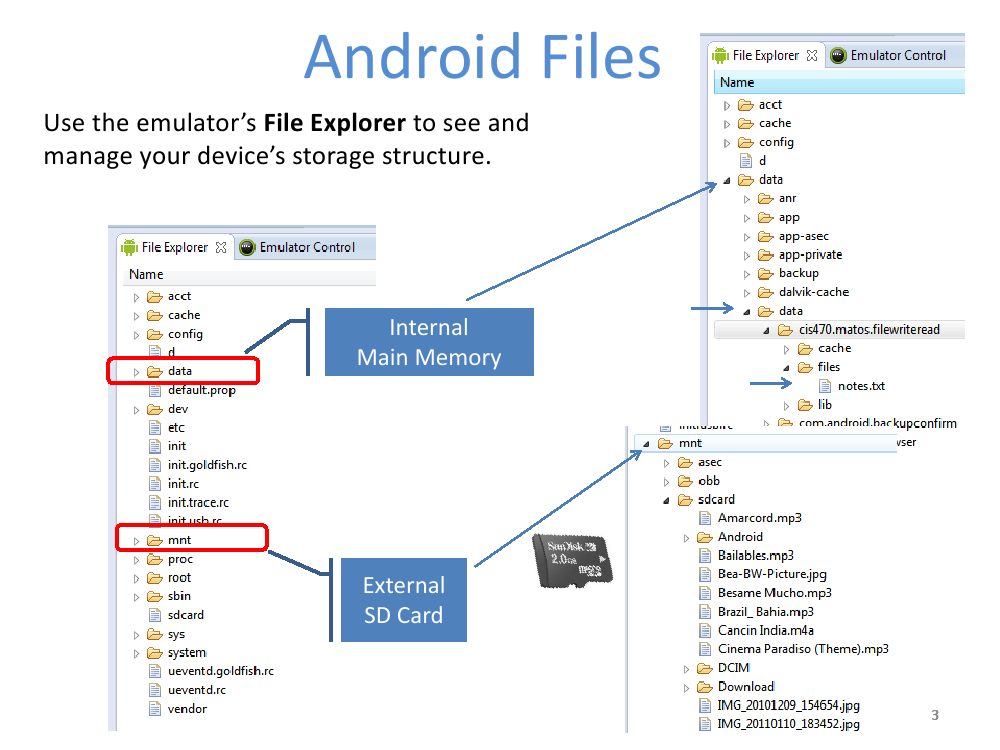 Android Files
Use the emulator's File Explorer to see and
manage your device's storage structure.
File Explorer
Emulator Control
Name
acct
cache
config
d
data
default.prop
dev
etc
init
init.goldfish.rc
init.rc
init.trace.rc
init.usb.rc
mnt
proc
root
sbin
sdcard
sys
system
ueventd.goldfish.rc
ueventd.rc
vendor
Internal
Main Memory
External
SD Card
SanDisk
2.0GB
File Explorer
Emulator Control
Name
acct
cache
config
d
data
anr
app
app-asec
app-private
backup
dalvik-cache
data
cis470.matos.filewriteread
cache
files
notes.txt
lib
com.android.backupconfirm
mnt
asec
obb
sdcard
Amarcord.mp3
Android
Bailables.mp3
Bea-BW-Picture.jpg
Besame Mucho.mp3
Brazil_ Bahia.mp3
Cancin India.m4a
Cinema Paradiso (Theme).mp3
DCIM
Download
IMG_20101209_154654.jpg
IMG_20110110_183452.jpg
3